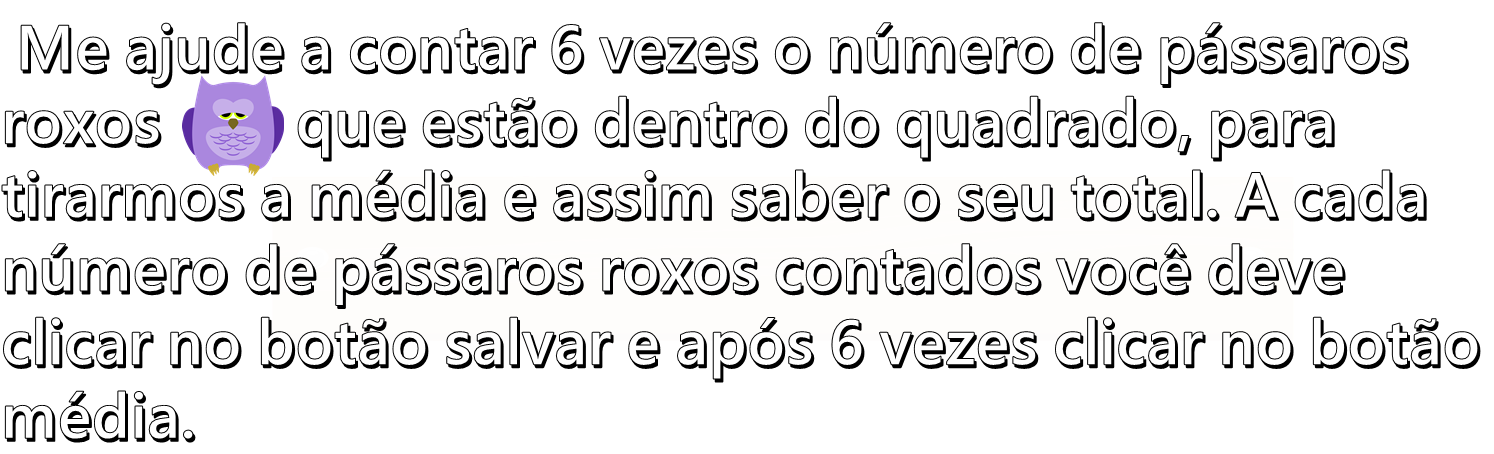 Me ajude a contar 6 vezes o número de pássaros
roxos que estão dentro do quadrado, para
tirarmos a média e assim saber o seu total. A cada
número de pássaros roxos contados você deve
clicar no botão salvar e após 6 vezes clicar no botão
média.